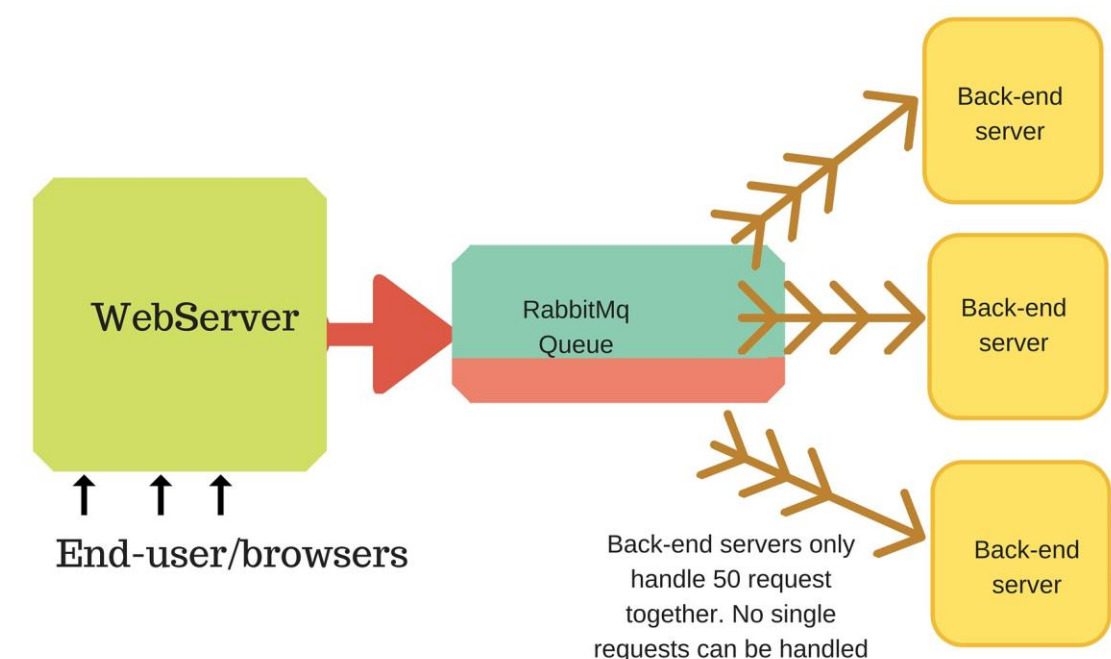 WebServer
End-user/browsers
RabbitMq
Queue
Back-end
server
Back-end
server
Back-end
server
Back-end servers only
handle 50 request
together. No single
requests can be handled